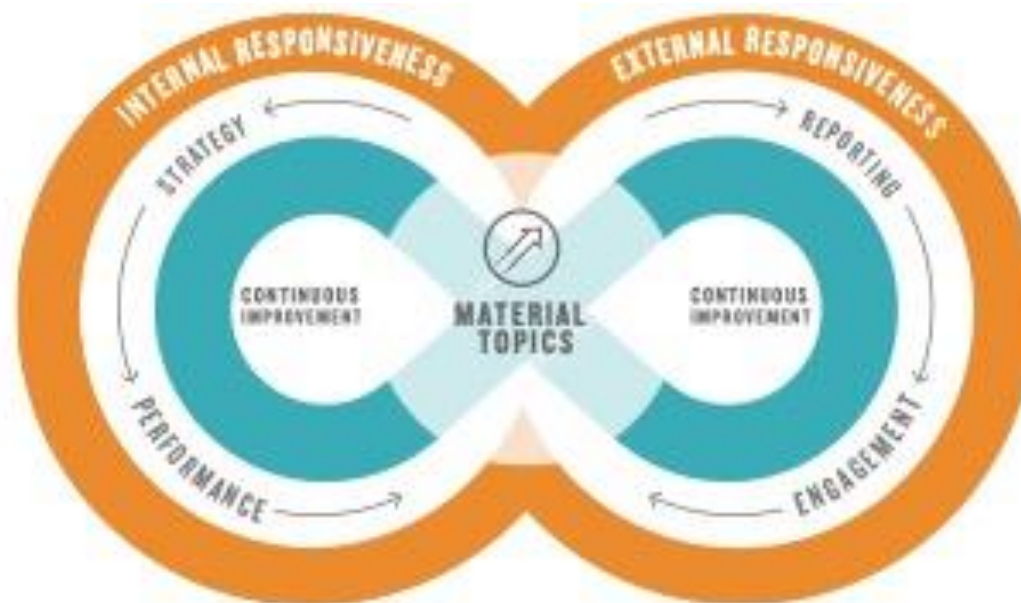 INTERNAL RESPONSIVENESS
EXTERNAL RESPONSIVENESS
STRATEGY
REPORTING
CONTINUOUS
IMPROVEMENT
MATERIAL
TOPICS
CONTINUOUS
IMPROVEMENT
PERFORMANCE
ENGAGEMENT